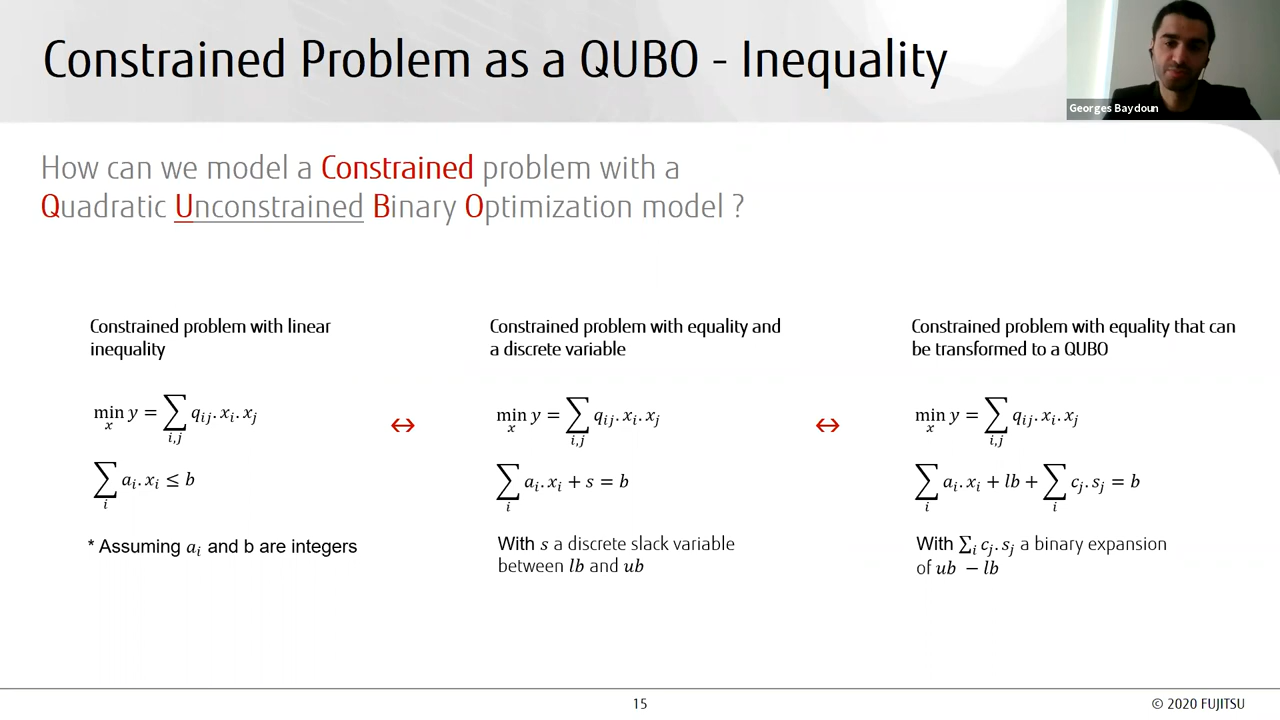 Constrained Problem as a QUBO - Inequality
Georges Baydoun
How can we model a Constrained problem with a
Quadratic Unconstrained Binary Optimization model ?
Constrained problem with linear
inequality
min y = ∑ qᵢⱼ. xᵢ. xⱼ
x i,j
∑ aᵢ. xᵢ ≤ b
i
* Assuming aᵢ and b are integers
↔
Constrained problem with equality and
a discrete variable
min y = ∑ qᵢⱼ. xᵢ. xⱼ
x i,j
∑ aᵢ. xᵢ + s = b
i
With s a discrete slack variable
between lb and ub
↔
Constrained problem with equality that can
be transformed to a QUBO
min y = ∑ qᵢⱼ. xᵢ. xⱼ
x i,j
∑ aᵢ. xᵢ + lb + ∑ cⱼ. sⱼ = b
i i
With ∑ᵢ cⱼ. sⱼ a binary expansion
of ub − lb
15
© 2020 FUJITSU